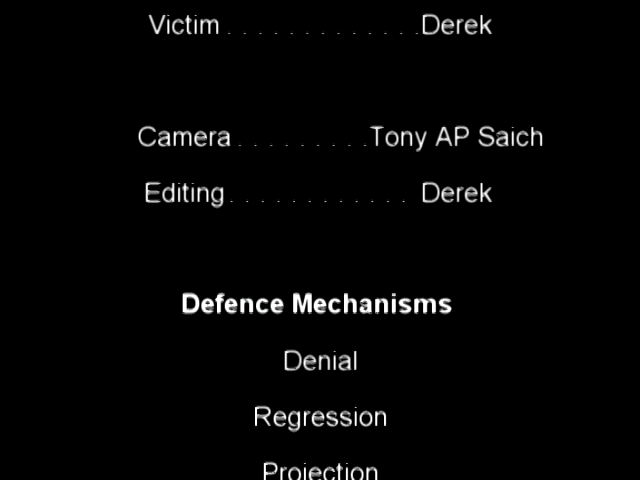 Victim . . . . . . . . . . . . .Derek
Camera . . . . . . . . .Tony AP Saich
Editing . . . . . . . . . . . . Derek
Defence Mechanisms
Denial
Regression
Projection